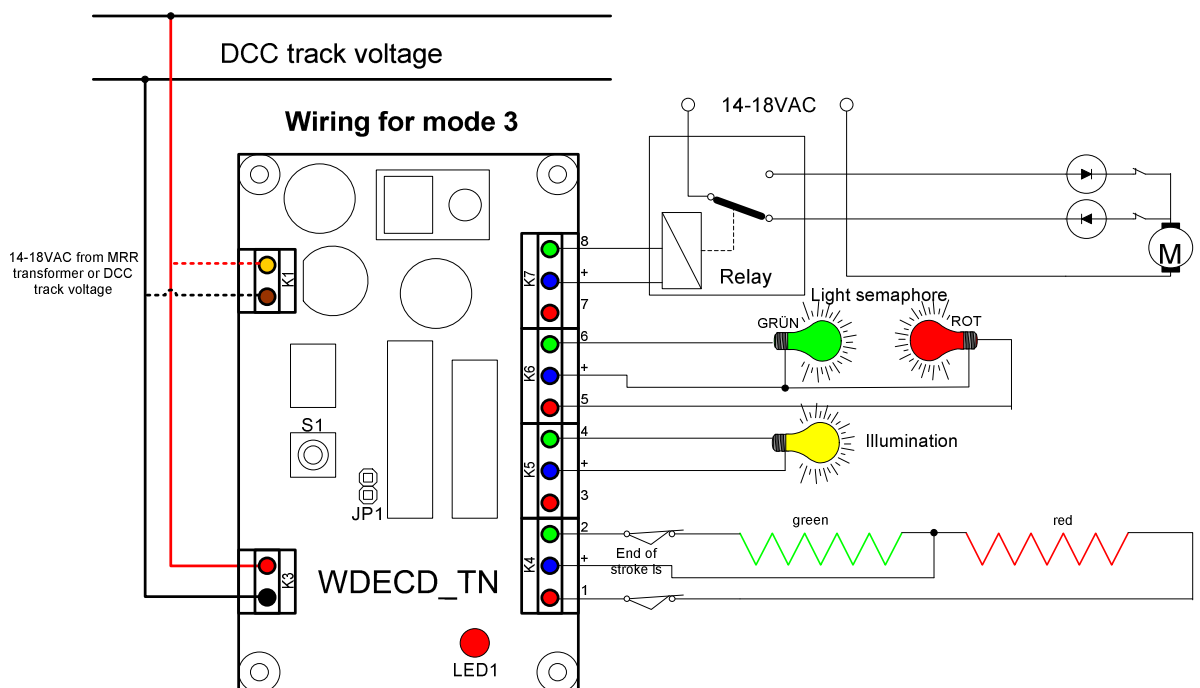 DCC track voltage
Wiring for mode 3
14-18VAC
14-18VAC from MRR
transformer or DCC
track voltage
K1
K7
8
+
7
Relay
M
Light semaphore
GRÜN
ROT
K6
6
+
5
S1
K5
4
+
3
Illumination
JP1
K4
2
+
1
green
red
End of
stroke ls
K3
WDECD_TN
LED1